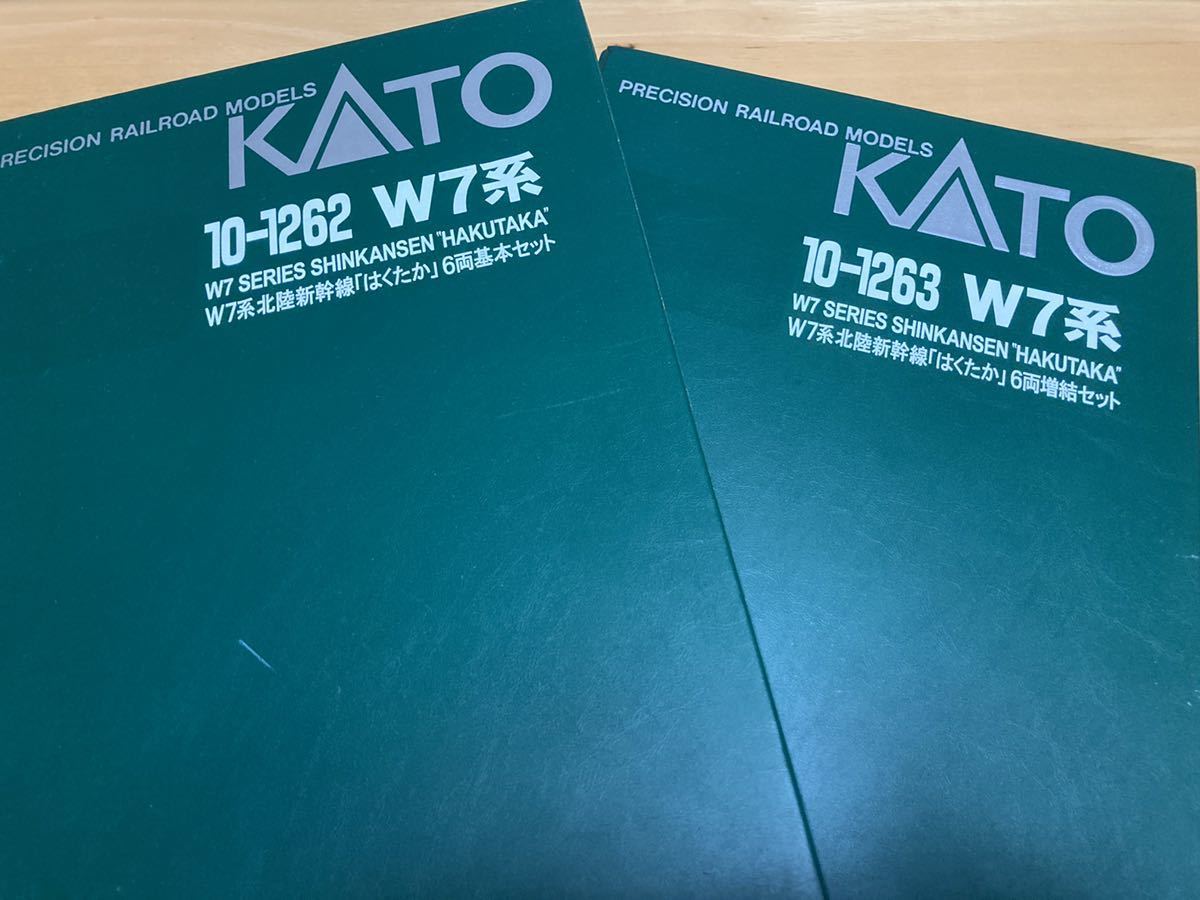 RECISION RAILROAD MODELS
KATO
10-1262 W7系
W7 SERIES SHINKANSEN "HAKUTAKA"
W7系北陸新幹線「はくたか」6両基本セット
PRECISION RAILROAD MODELS
KATO
10-1263 W7系
W7 SERIES SHINKANSEN "HAKUTAKA"
W7系北陸新幹線「はくたか」6両増結セット